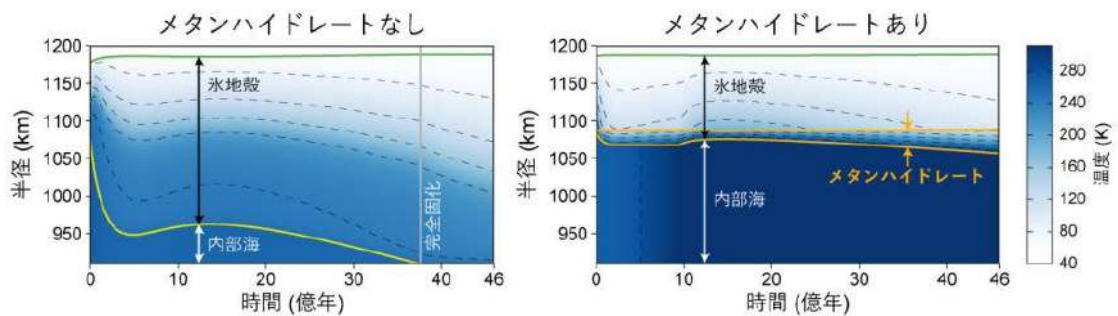 メタンハイドレートなし
1200
1150
1100
1050
1000
950
半径 (km)
氷地殻
内部海
完全固化
0
10
20
30
40
46
時間 (億年)
メタンハイドレートあり
1200
1150
1100
1050
1000
950
半径 (km)
氷地殻
メタンハイドレート
内部海
0
10
20
30
40
46
時間 (億年)
280
240
200
160
120
80
40
温度 (K)